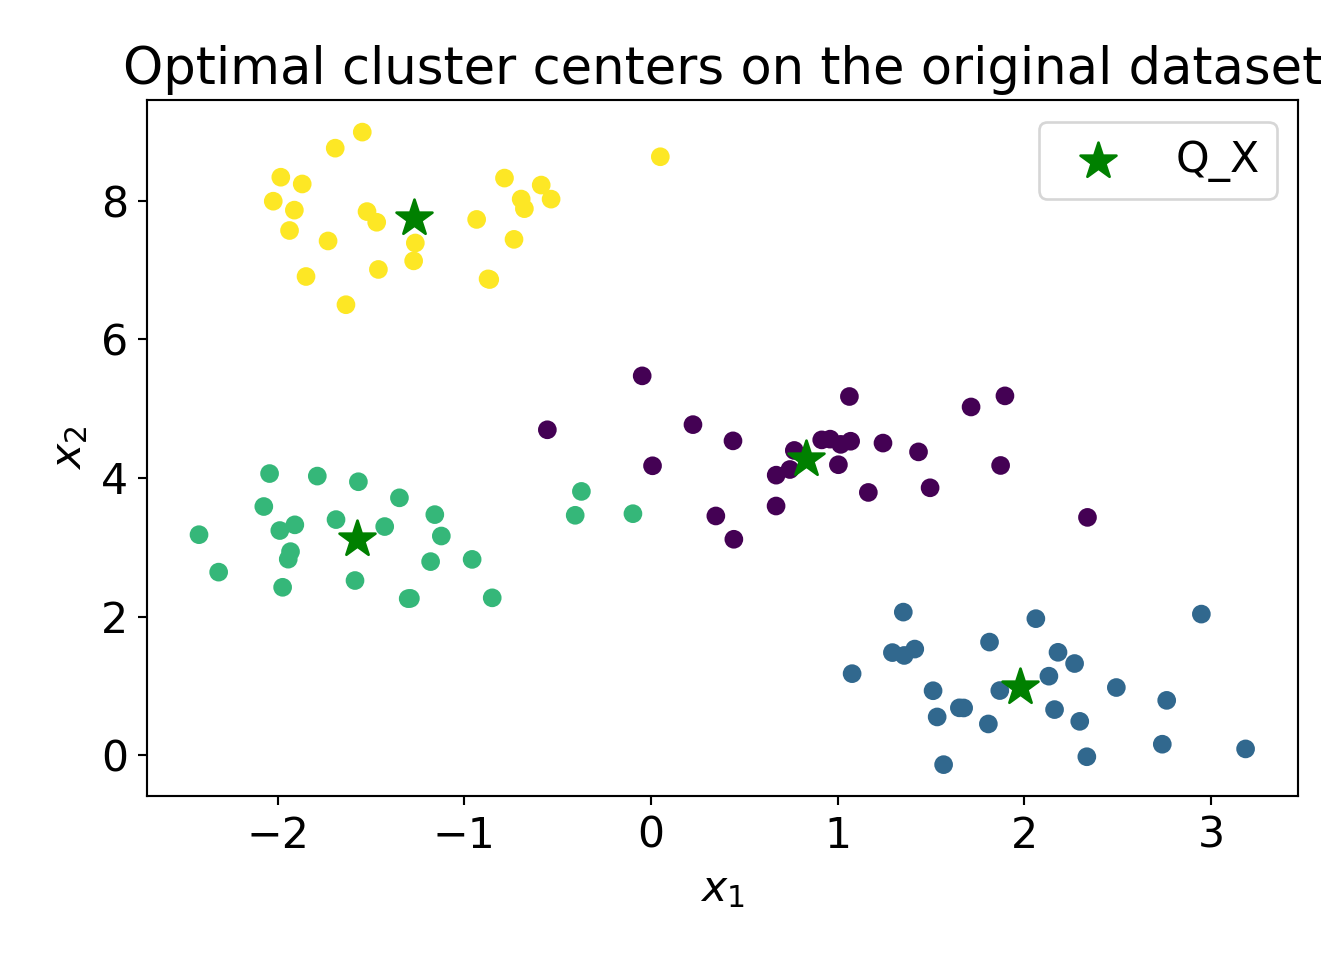 Optimal cluster centers on the original dataset
Q_X
8
6
4
2
0
x₂
−2 −1 0 1 2 3
x₁